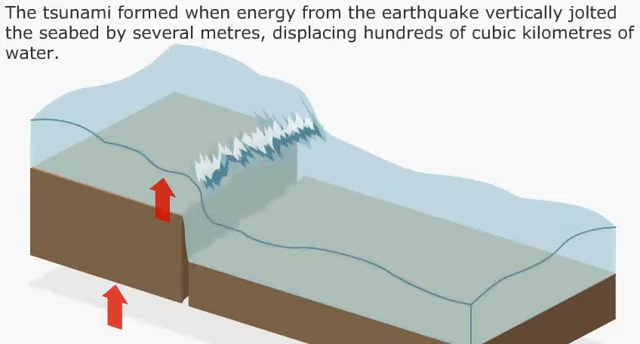 The tsunami formed when energy from the earthquake vertically jolted
the seabed by several metres, displacing hundreds of cubic kilometres of
water.